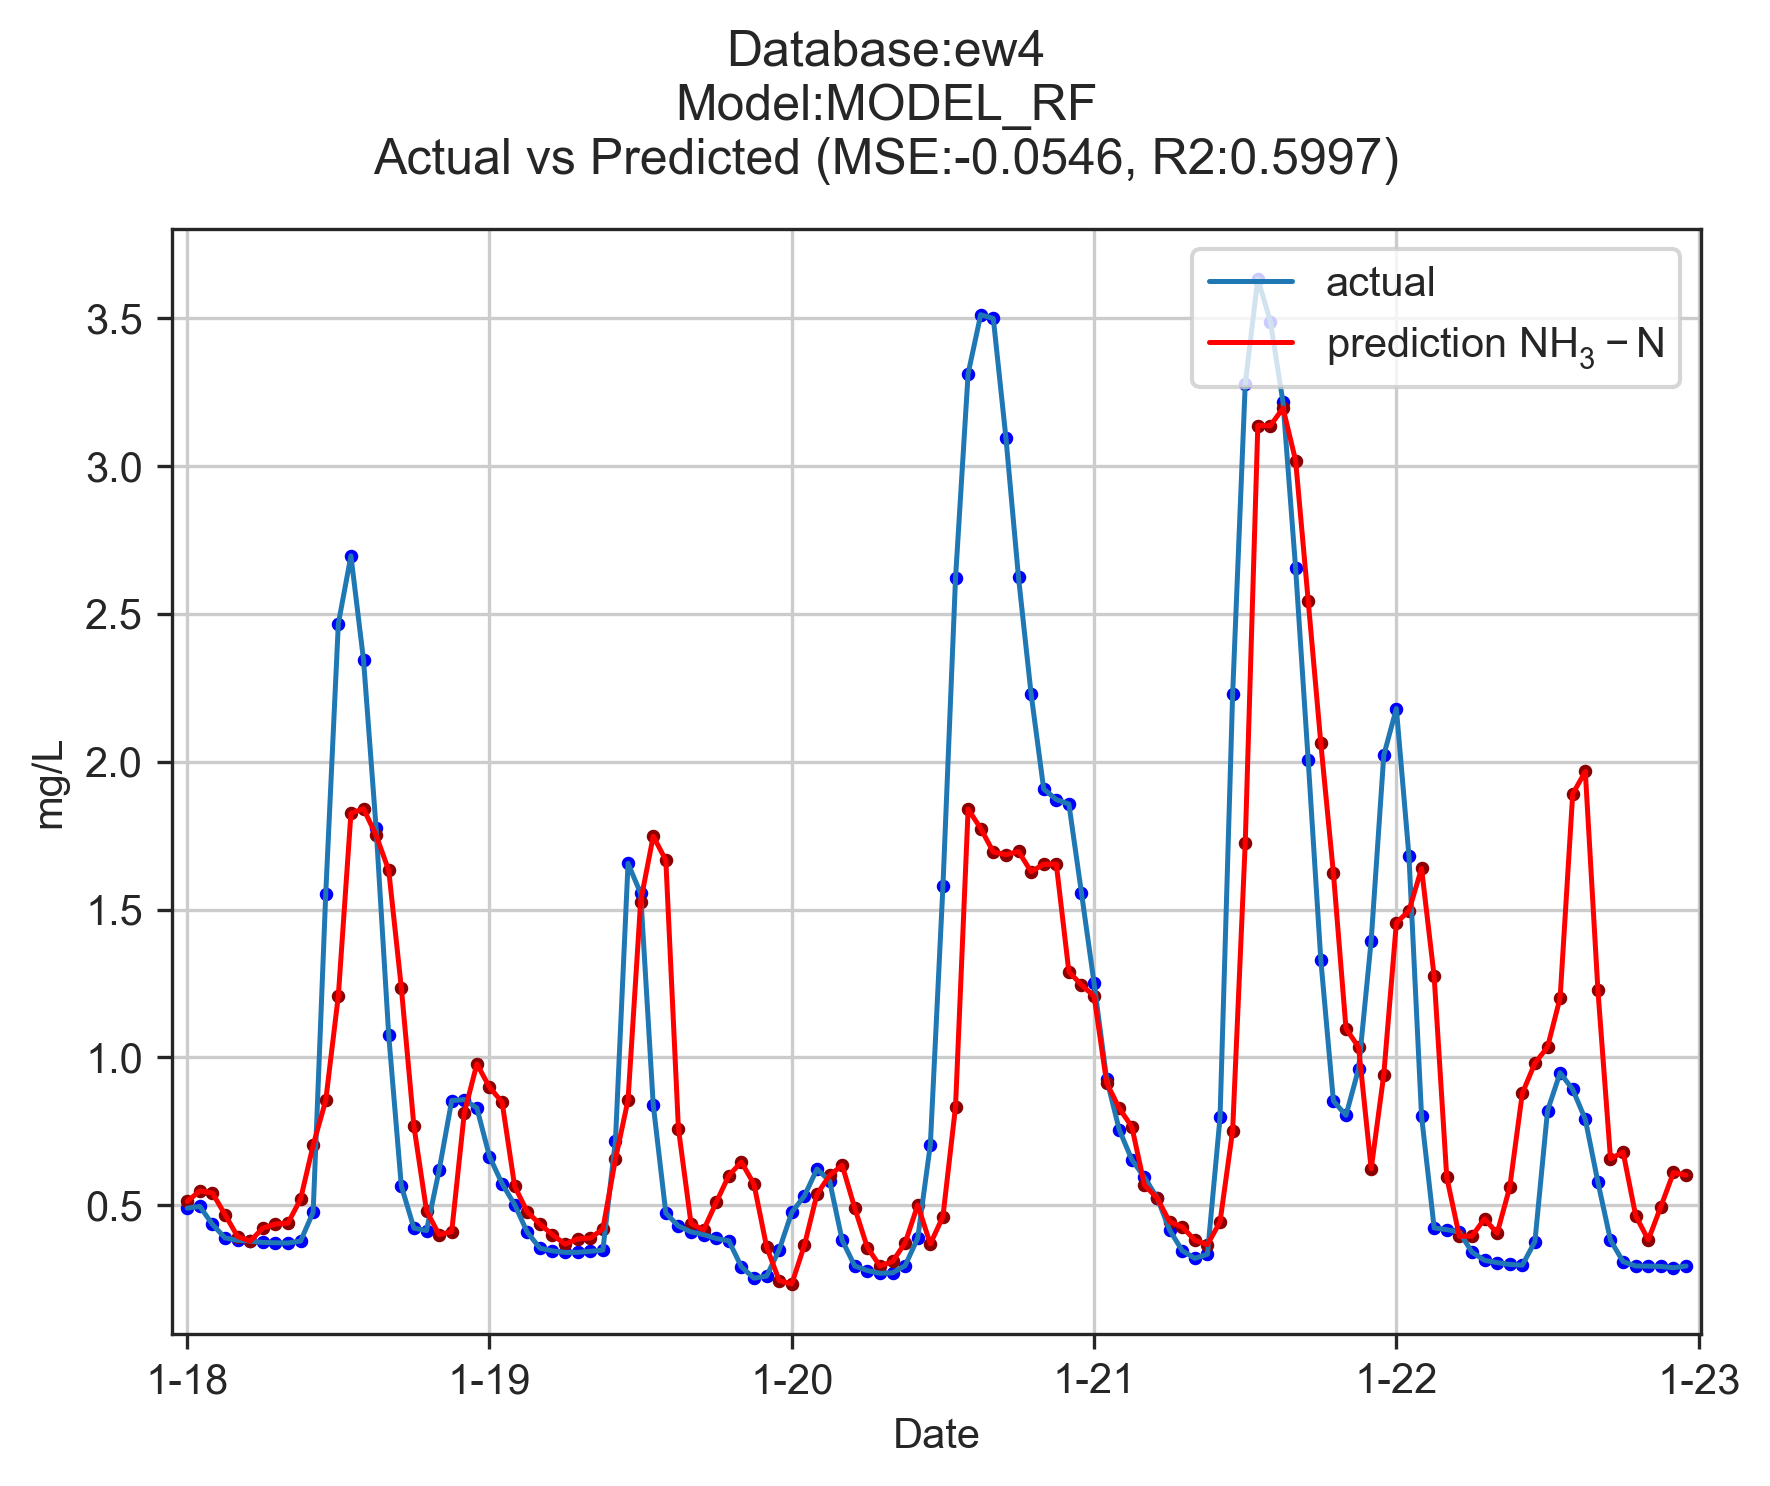 Database:ew4
Model:MODEL_RF
Actual vs Predicted (MSE:-0.0546, R2:0.5997)
actual
prediction NH₃ − N
3.5
3.0
2.5
2.0
1.5
1.0
0.5
mg/L
1-18 1-19 1-20 1-21 1-22 1-23
Date